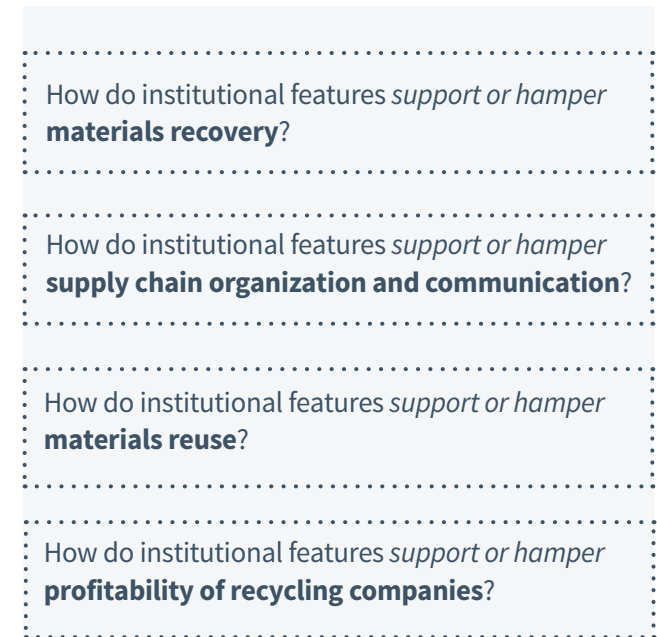 How do institutional features support or hamper
materials recovery?
How do institutional features support or hamper
supply chain organization and communication?
How do institutional features support or hamper
materials reuse?
How do institutional features support or hamper
profitability of recycling companies?